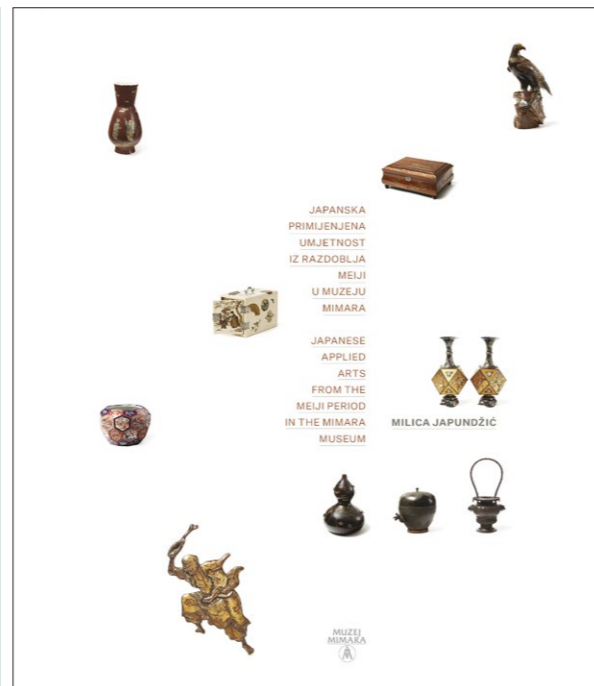 JAPANSKA
PRIMIJENJENA
UMJETNOST
IZ RAZDOBLJA
MEIJI
U MUZEJU
MIMARA
JAPANESE
APPLIED
ARTS
FROM THE
MEIJI PERIOD
IN THE MIMARA
MUSEUM
MILICA JAPUNDŽIĆ
MUZEJ
MIMARA